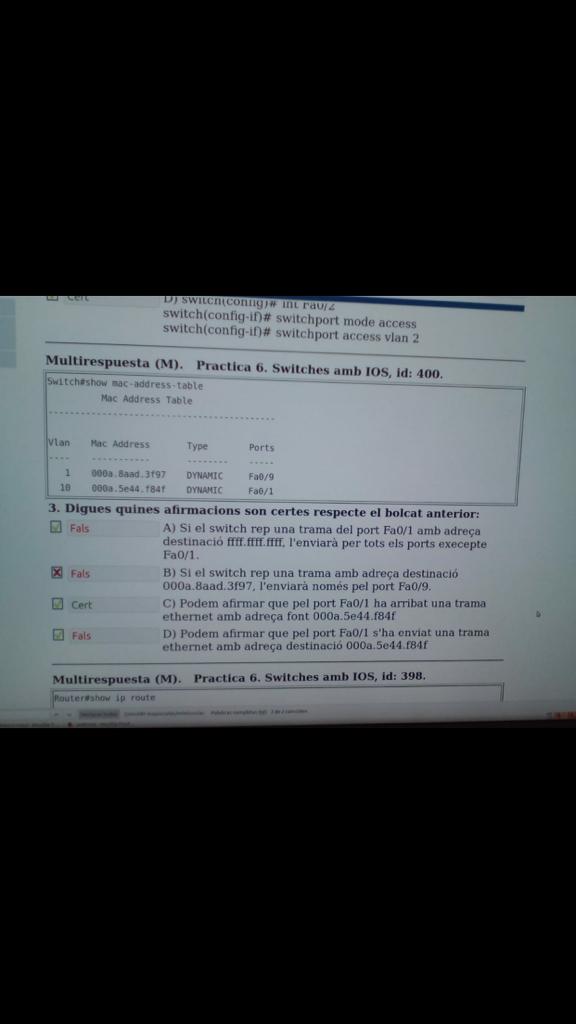 Cert
D) switch(config)# int Fa0/2
switch(config-if)# switchport mode access
switch(config-if)# switchport access vlan 2
Multirespuesta (M). Practica 6. Switches amb IOS, id: 400.
Switch#show mac-address-table
Mac Address Table
-------------------------------------------
Vlan Mac Address Type Ports
---- ----------- -------- -----
1 000a.8aad.3f97 DYNAMIC Fa0/9
10 000a.5e44.f84f DYNAMIC Fa0/1
3. Digues quines afirmacions son certes respecte el bolcat anterior:
Fals A) Si el switch rep una trama del port Fa0/1 amb adreça
destinació ffff.ffff.ffff, l'enviarà per tots els ports execepte
Fa0/1.
Fals B) Si el switch rep una trama amb adreça destinació
000a.8aad.3f97, l'enviarà només pel port Fa0/9.
Cert C) Podem afirmar que pel port Fa0/1 ha arribat una trama
ethernet amb adreça font 000a.5e44.f84f
Fals D) Podem afirmar que pel port Fa0/1 s'ha enviat una trama
ethernet amb adreça destinació 000a.5e44.f84f
Multirespuesta (M). Practica 6. Switches amb IOS, id: 398.
Router#show ip route